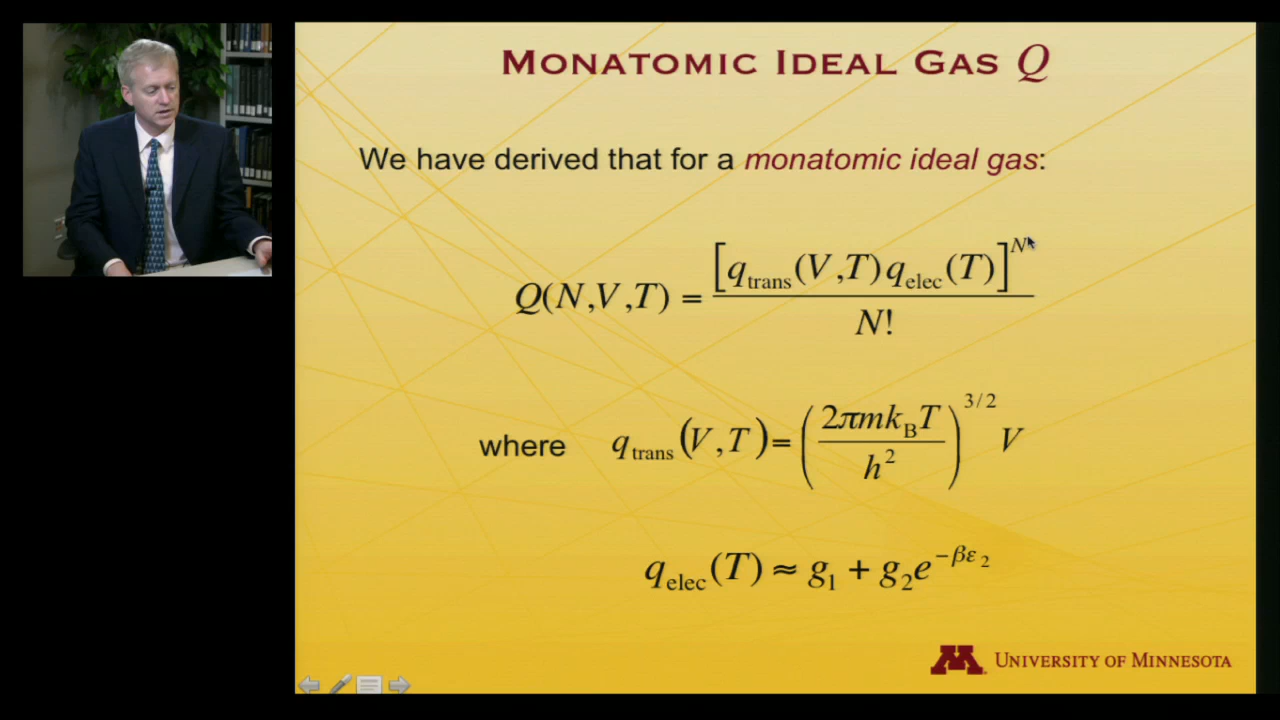 MONATOMIC IDEAL GAS Q
We have derived that for a monatomic ideal gas:
Q(N,V,T) = [q_trans(V,T) q_elec(T)]^N / N!
where q_trans(V,T) = (2πmk_BT / h^2)^3/2 V
q_elec(T) ≈ g_1 + g_2e^−βε_2
M UNIVERSITY OF MINNESOTA